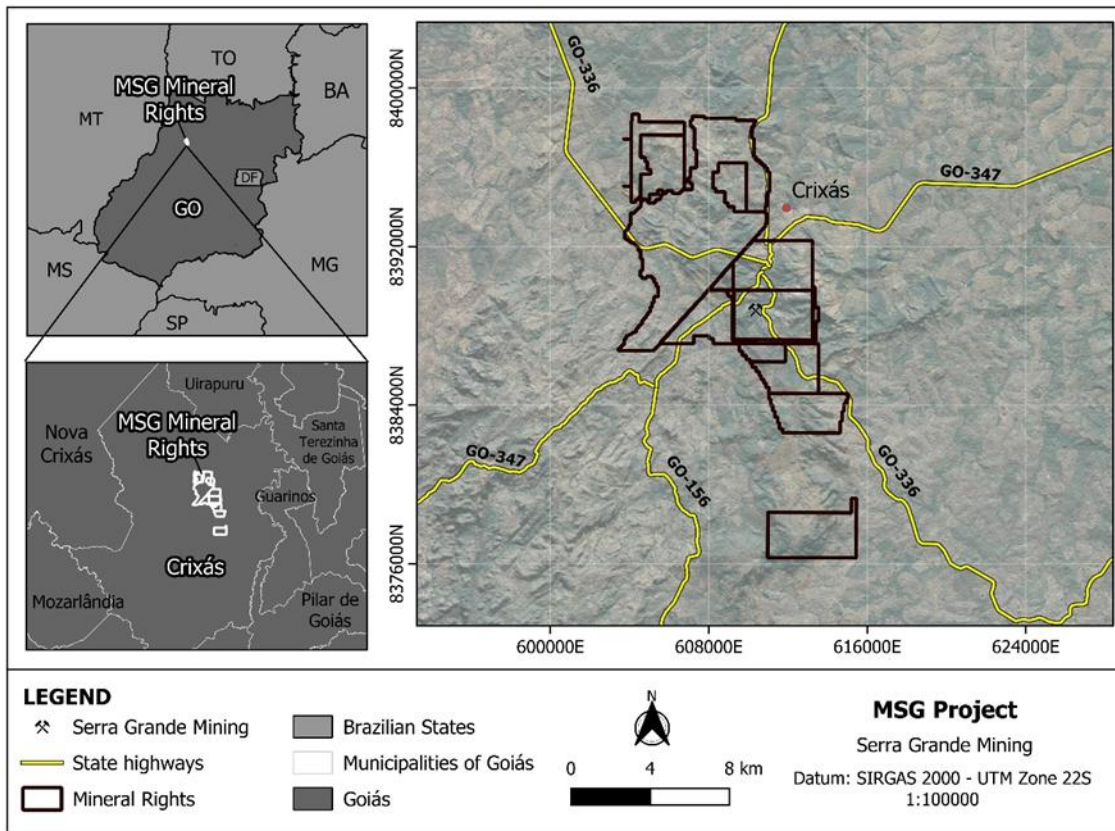 TO
MSG Mineral
Rights
BA
MT
DF
GO
MS
MG
SP
Uirapuru
MSG Mineral
Rights
Nova
Crixás
Santa
Terezinha
de Goiás
Guarinos
Crixás
Mozarlândia
Pilar de
Goiás
GO-336
8400000N
GO-347
Crixás
8392000N
8384000N
GO-347
GO-156
GO-336
8376000N
600000E
608000E
616000E
624000E
LEGEND
Serra Grande Mining
State highways
Mineral Rights
Brazilian States
Municipalities of Goiás
Goiás
N
0 4 8 km
MSG Project
Serra Grande Mining
Datum: SIRGAS 2000 - UTM Zone 22S
1:100000